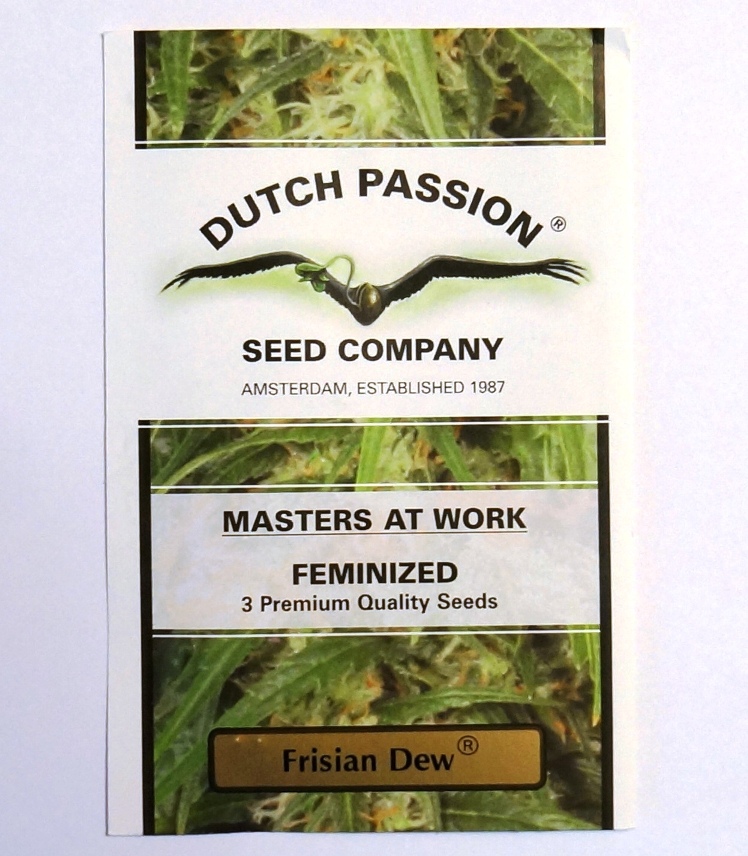 DUTCH PASSION®
SEED COMPANY
AMSTERDAM, ESTABLISHED 1987
MASTERS AT WORK
FEMINIZED
3 Premium Quality Seeds
Frisian Dew®